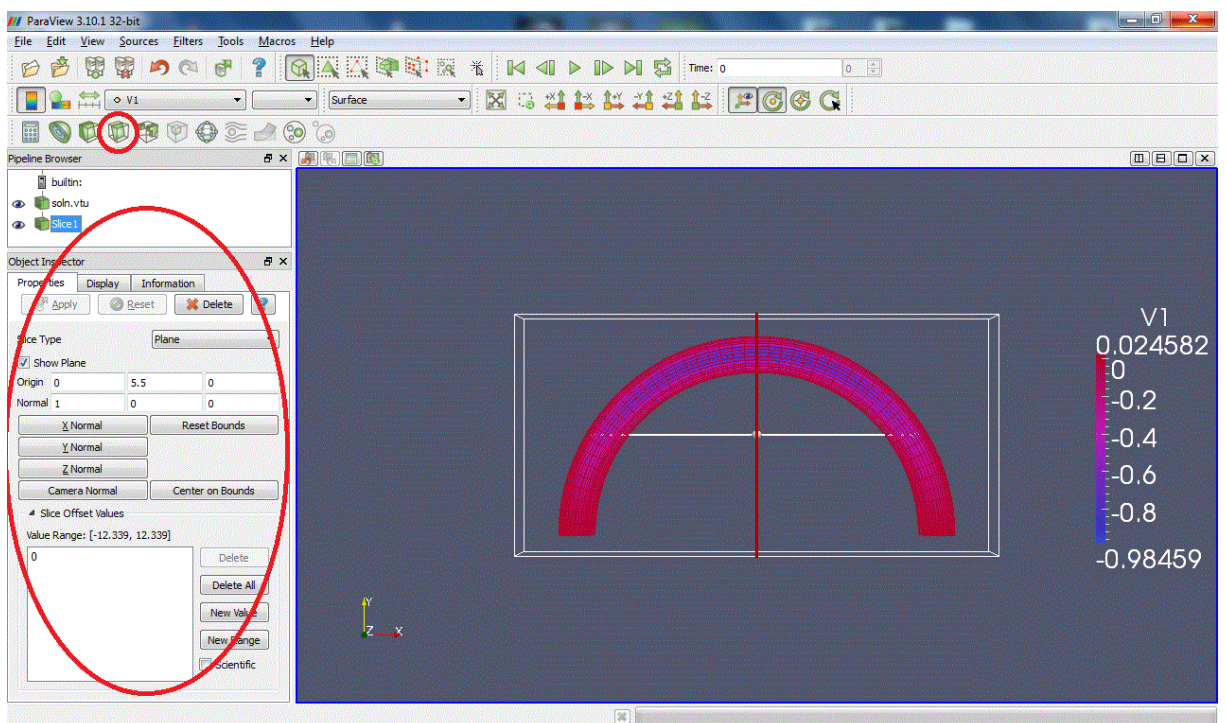 ParaView 3.10.1 32-bit
File Edit View Sources Filters Tools Macros Help
Time: 0 0
V1 Surface
+X -X +Y -Y +Z -Z
Pipeline Browser
builtin:
soln.vtu
Slice1
Object Inspector
Properties Display Information
Apply Reset Delete ?
Slice Type Plane
Show Plane
Origin 0 5.5 0
Normal 1 0 0
X Normal Reset Bounds
Y Normal
Z Normal
Camera Normal Center on Bounds
Slice Offset Values
Value Range: [-12.339, 12.339]
0 Delete
Delete All
New Value
New Range
Scientific
V1
0.024582
0
-0.2
-0.4
-0.6
-0.8
-0.98459
Y
Z X